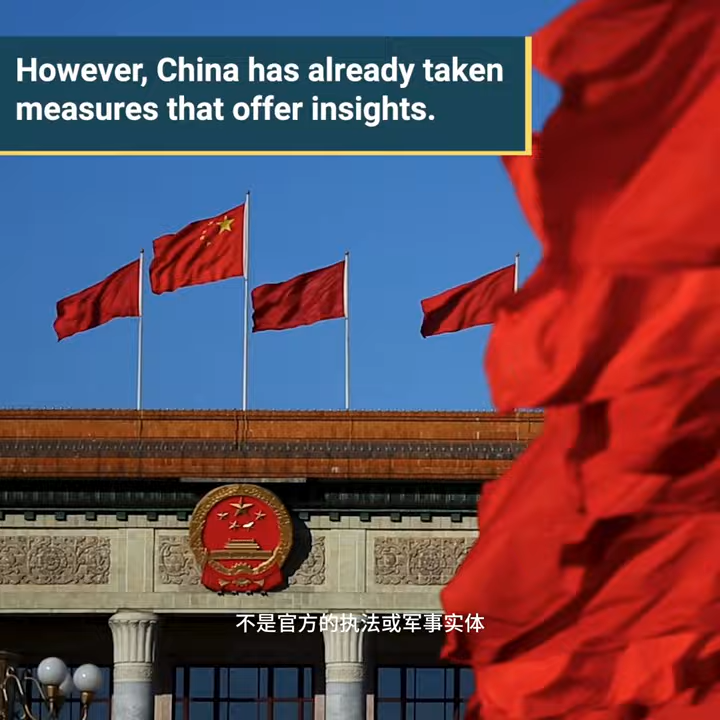 However, China has already taken
measures that offer insights.
不是官方的执法或军事实体